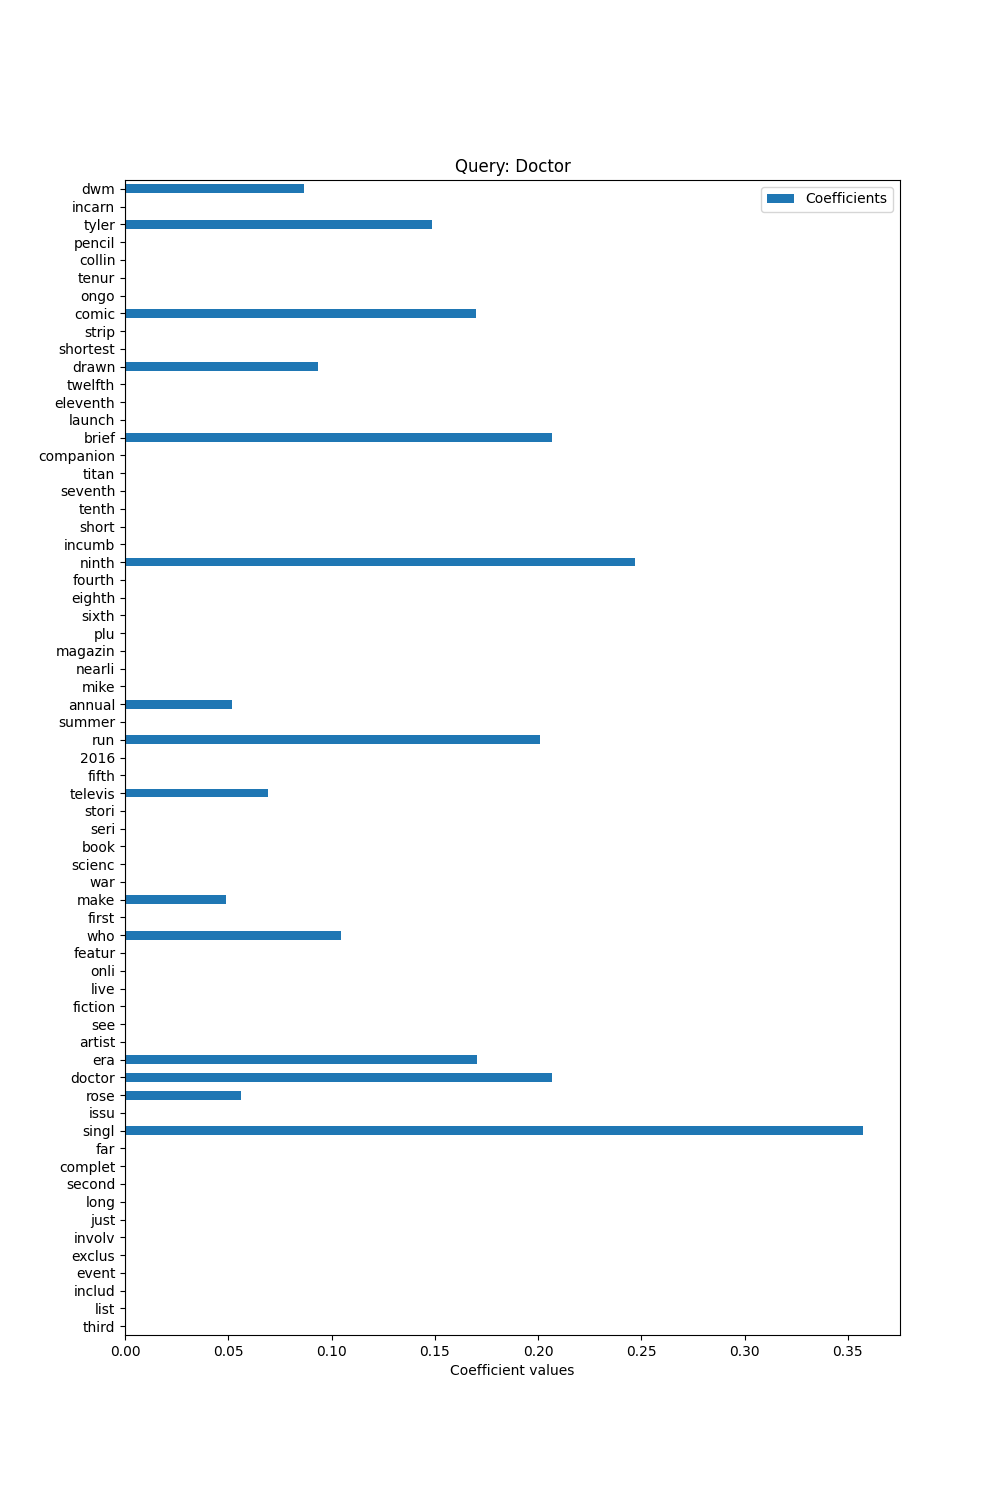 Query: Doctor
Coefficients
dwm
incarn
tyler
pencil
collin
tenur
ongo
comic
strip
shortest
drawn
twelfth
eleventh
launch
brief
companion
titan
seventh
tenth
short
incumb
ninth
fourth
eighth
sixth
plu
magazin
nearli
mike
annual
summer
run
2016
fifth
televis
stori
seri
book
scienc
war
make
first
who
featur
onli
live
fiction
see
artist
era
doctor
rose
issu
singl
far
complet
second
long
just
involv
exclus
event
includ
list
third
0.00 0.05 0.10 0.15 0.20 0.25 0.30 0.35
Coefficient values